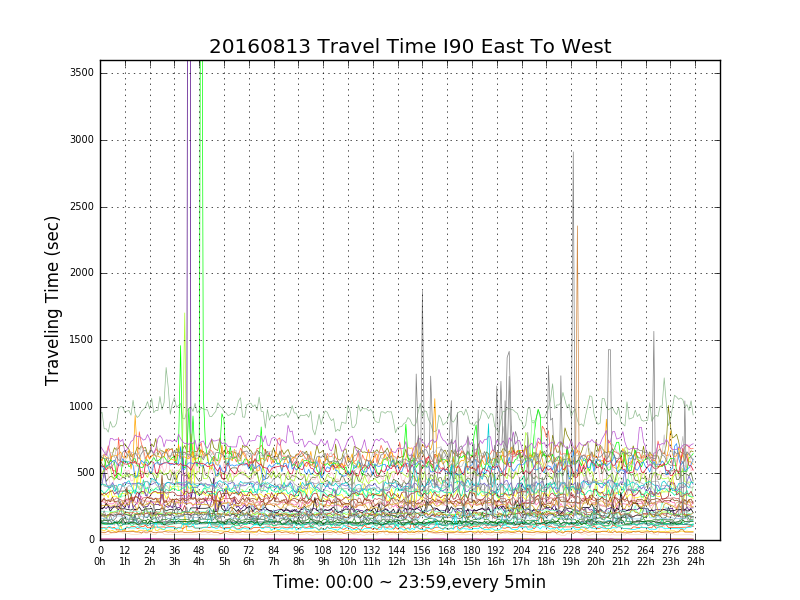 20160813 Travel Time I90 East To West
Traveling Time (sec)
3500
3000
2500
2000
1500
1000
500
0
0 12 24 36 48 60 72 84 96 108 120 132 144 156 168 180 192 204 216 228 240 252 264 276 288
0h 1h 2h 3h 4h 5h 6h 7h 8h 9h 10h 11h 12h 13h 14h 15h 16h 17h 18h 19h 20h 21h 22h 23h 24h
Time: 00:00 ~ 23:59,every 5min